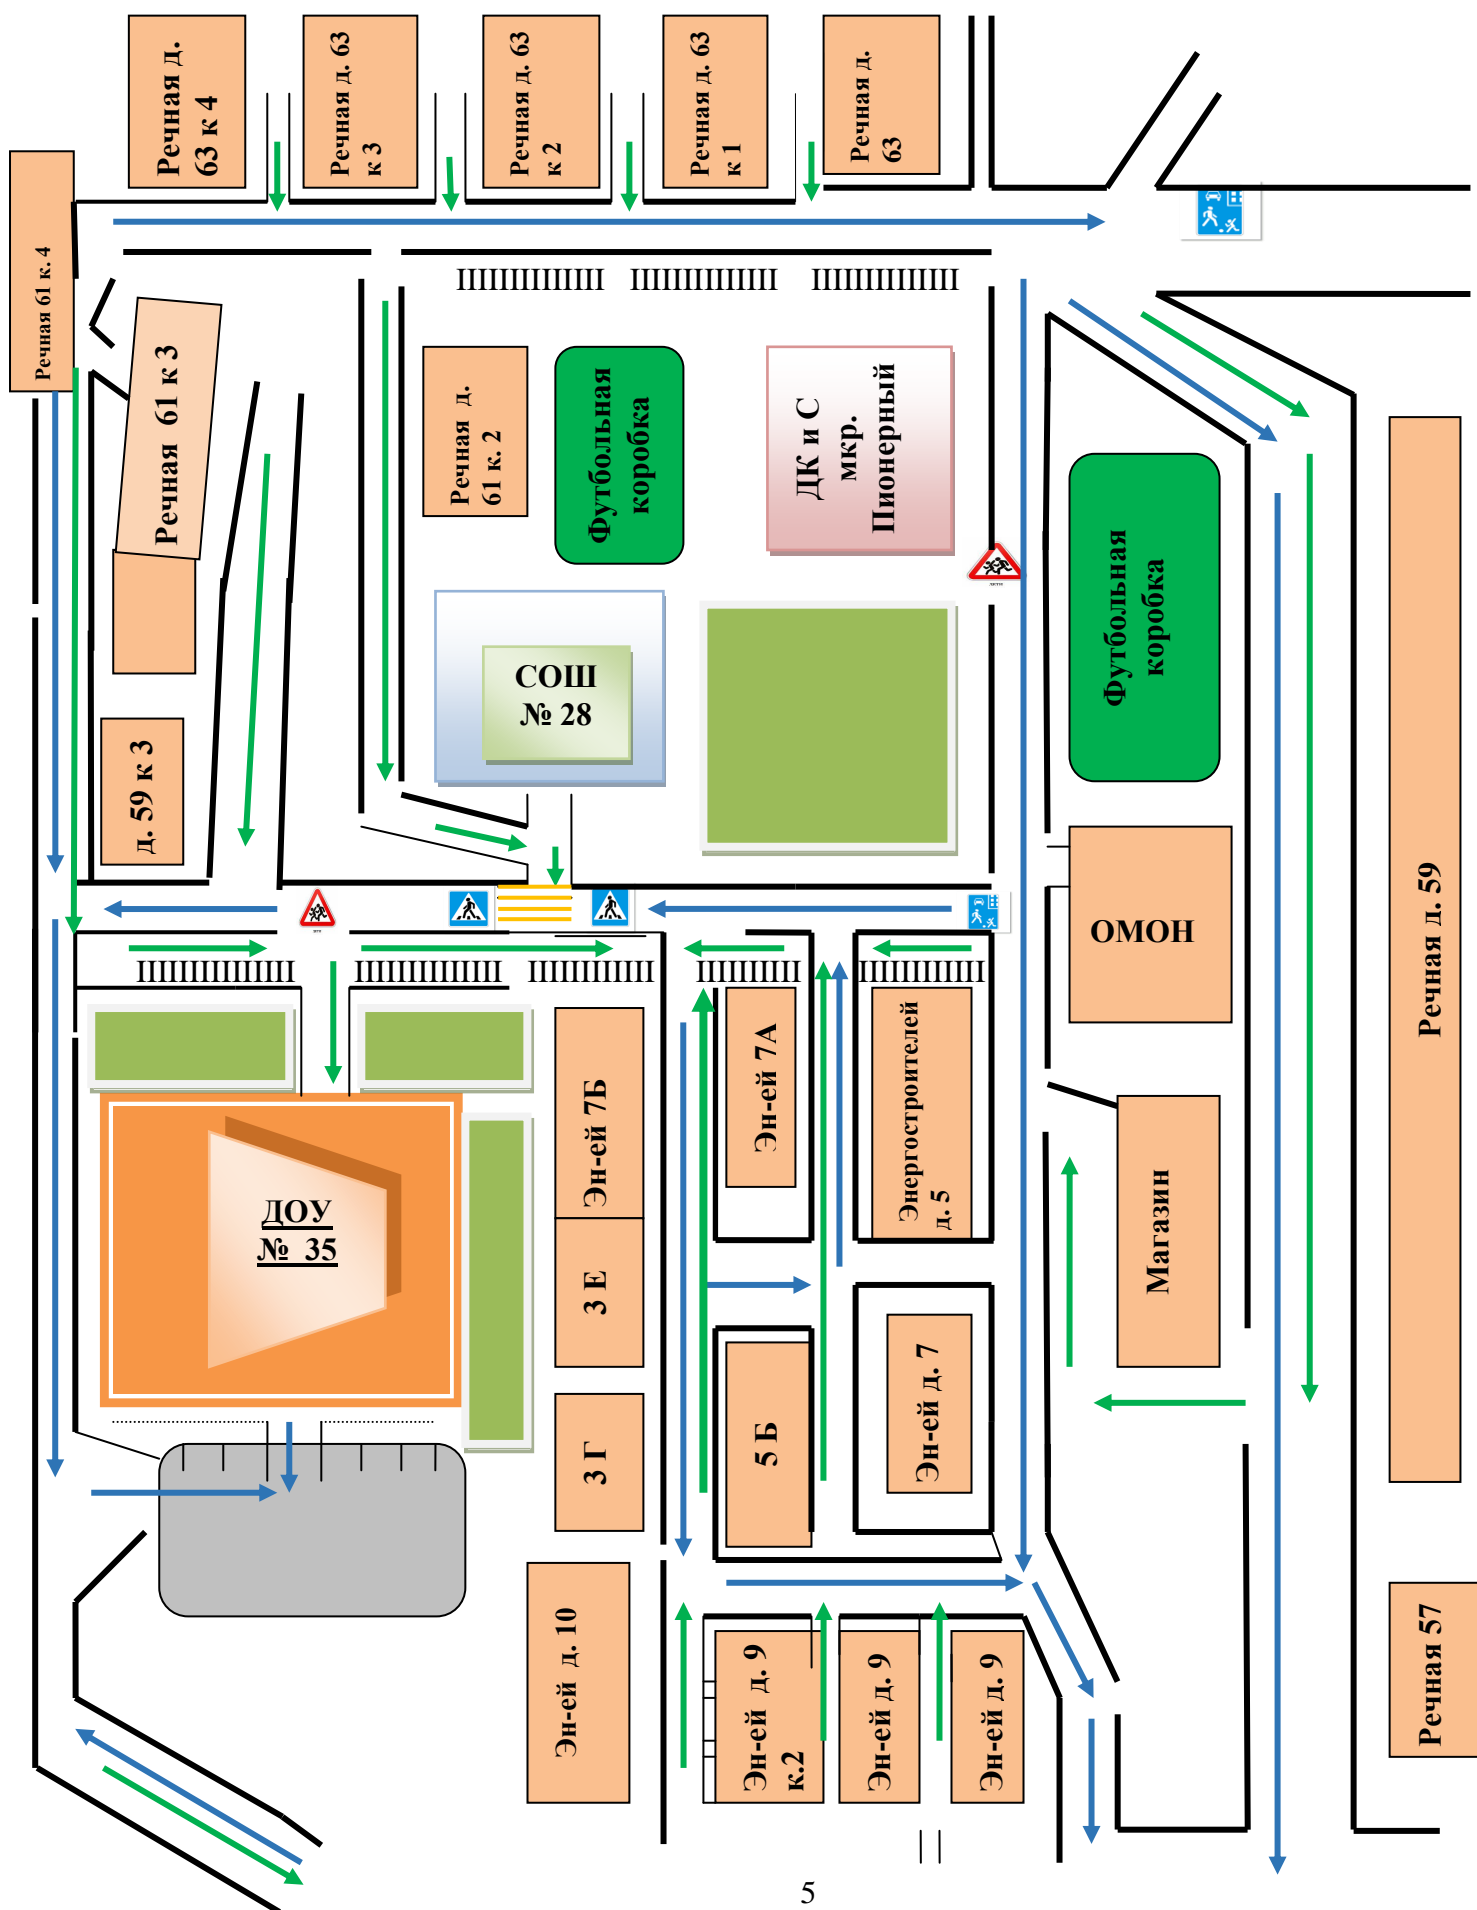 Речная д.
63 к 4
Речная д. 63
к 3
Речная д. 63
к 2
Речная д. 63
к 1
Речная д.
63
Речная 61 к. 4
Речная 61 к 3
Речная д.
61 к. 2
Футбольная
коробка
ДК и С
мкр.
Пионерный
СОШ
№ 28
Футбольная
коробка
д. 59 к 3
ОМОН
Речная д. 59
Эн-ей 7Б
Эн-ей 7А
Энергостроителей
д. 5
ДОУ
№ 35
3 Е
Магазин
3 Г
5 Б
Эн-ей д. 7
Эн-ей д. 10
Эн-ей д. 9
к.2
Эн-ей д. 9
Эн-ей д. 9
Речная 57
5